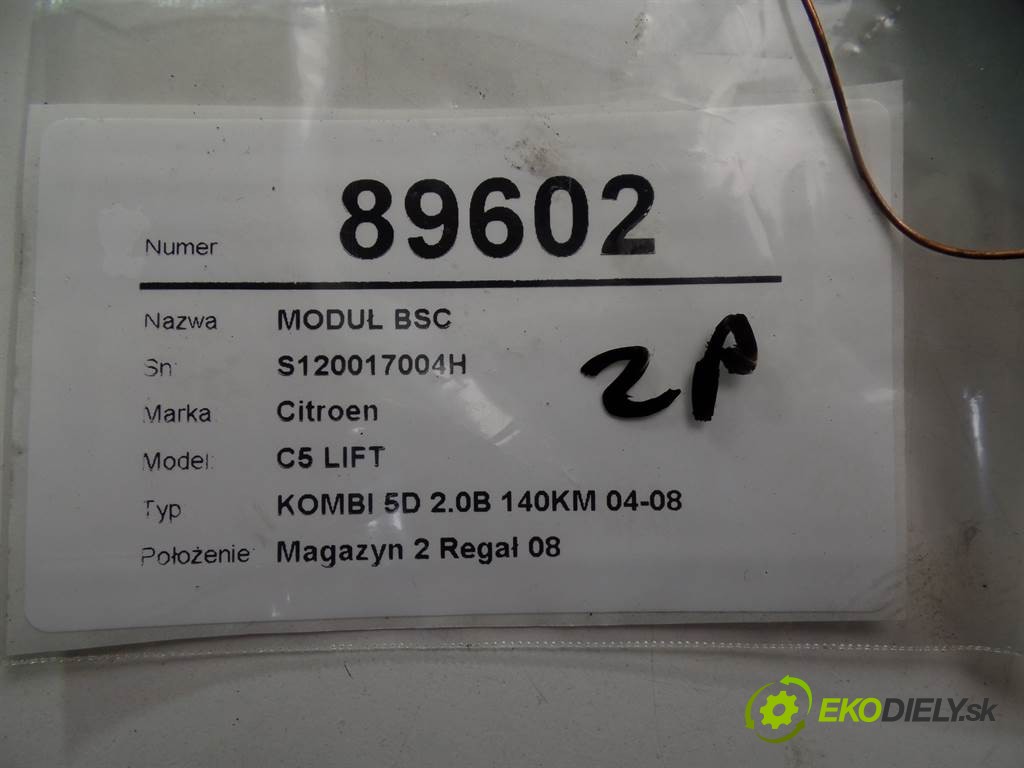 Numer 89602
Nazwa MODUŁ BSC
Sn: S120017004H
Marka Citroen
Model: C5 LIFT
Typ KOMBI 5D 2.0B 140KM 04-08
Położenie: Magazyn 2 Regał 08
2P
EKODIELY.sk